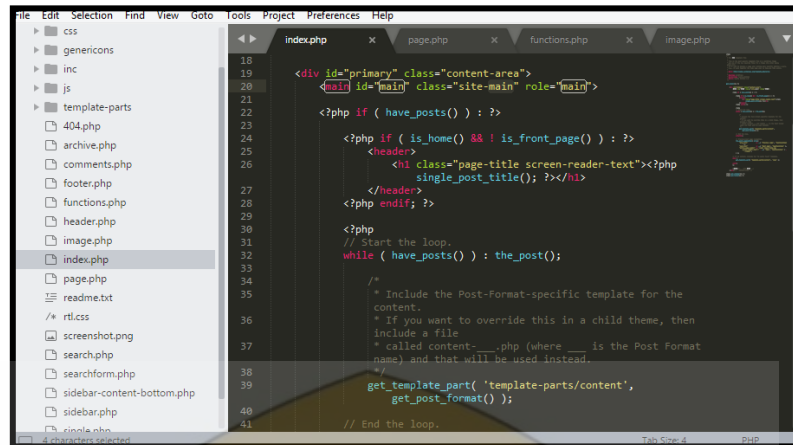 File Edit Selection Find View Goto Tools Project Preferences Help
css
genericons
inc
js
template-parts
404.php
archive.php
comments.php
footer.php
functions.php
header.php
image.php
index.php
page.php
readme.txt
/* rtl.css
screenshot.png
search.php
searchform.php
sidebar-content-bottom.php
sidebar.php
single.php
index.php × page.php × functions.php × image.php ×
18
19 <div id="primary" class="content-area">
20 <main id="main" class="site-main" role="main">
21
22 <?php if ( have_posts() ) : ?>
23
24 <?php if ( is_home() && ! is_front_page() ) : ?>
25 <header>
26 <h1 class="page-title screen-reader-text"><?php
single_post_title(); ?></h1>
27 </header>
28 <?php endif; ?>
29
30 <?php
31 // Start the loop.
32 while ( have_posts() ) : the_post();
33
34 /*
35 * Include the Post-Format-specific template for the
content.
36 * If you want to override this in a child theme, then
include a file
37 * called content-___.php (where ___ is the Post Format
name) and that will be used instead.
38 */
39 get_template_part( 'template-parts/content',
get_post_format() );
40
41 // End the loop.
4 characters selected Tab Size: 4 PHP